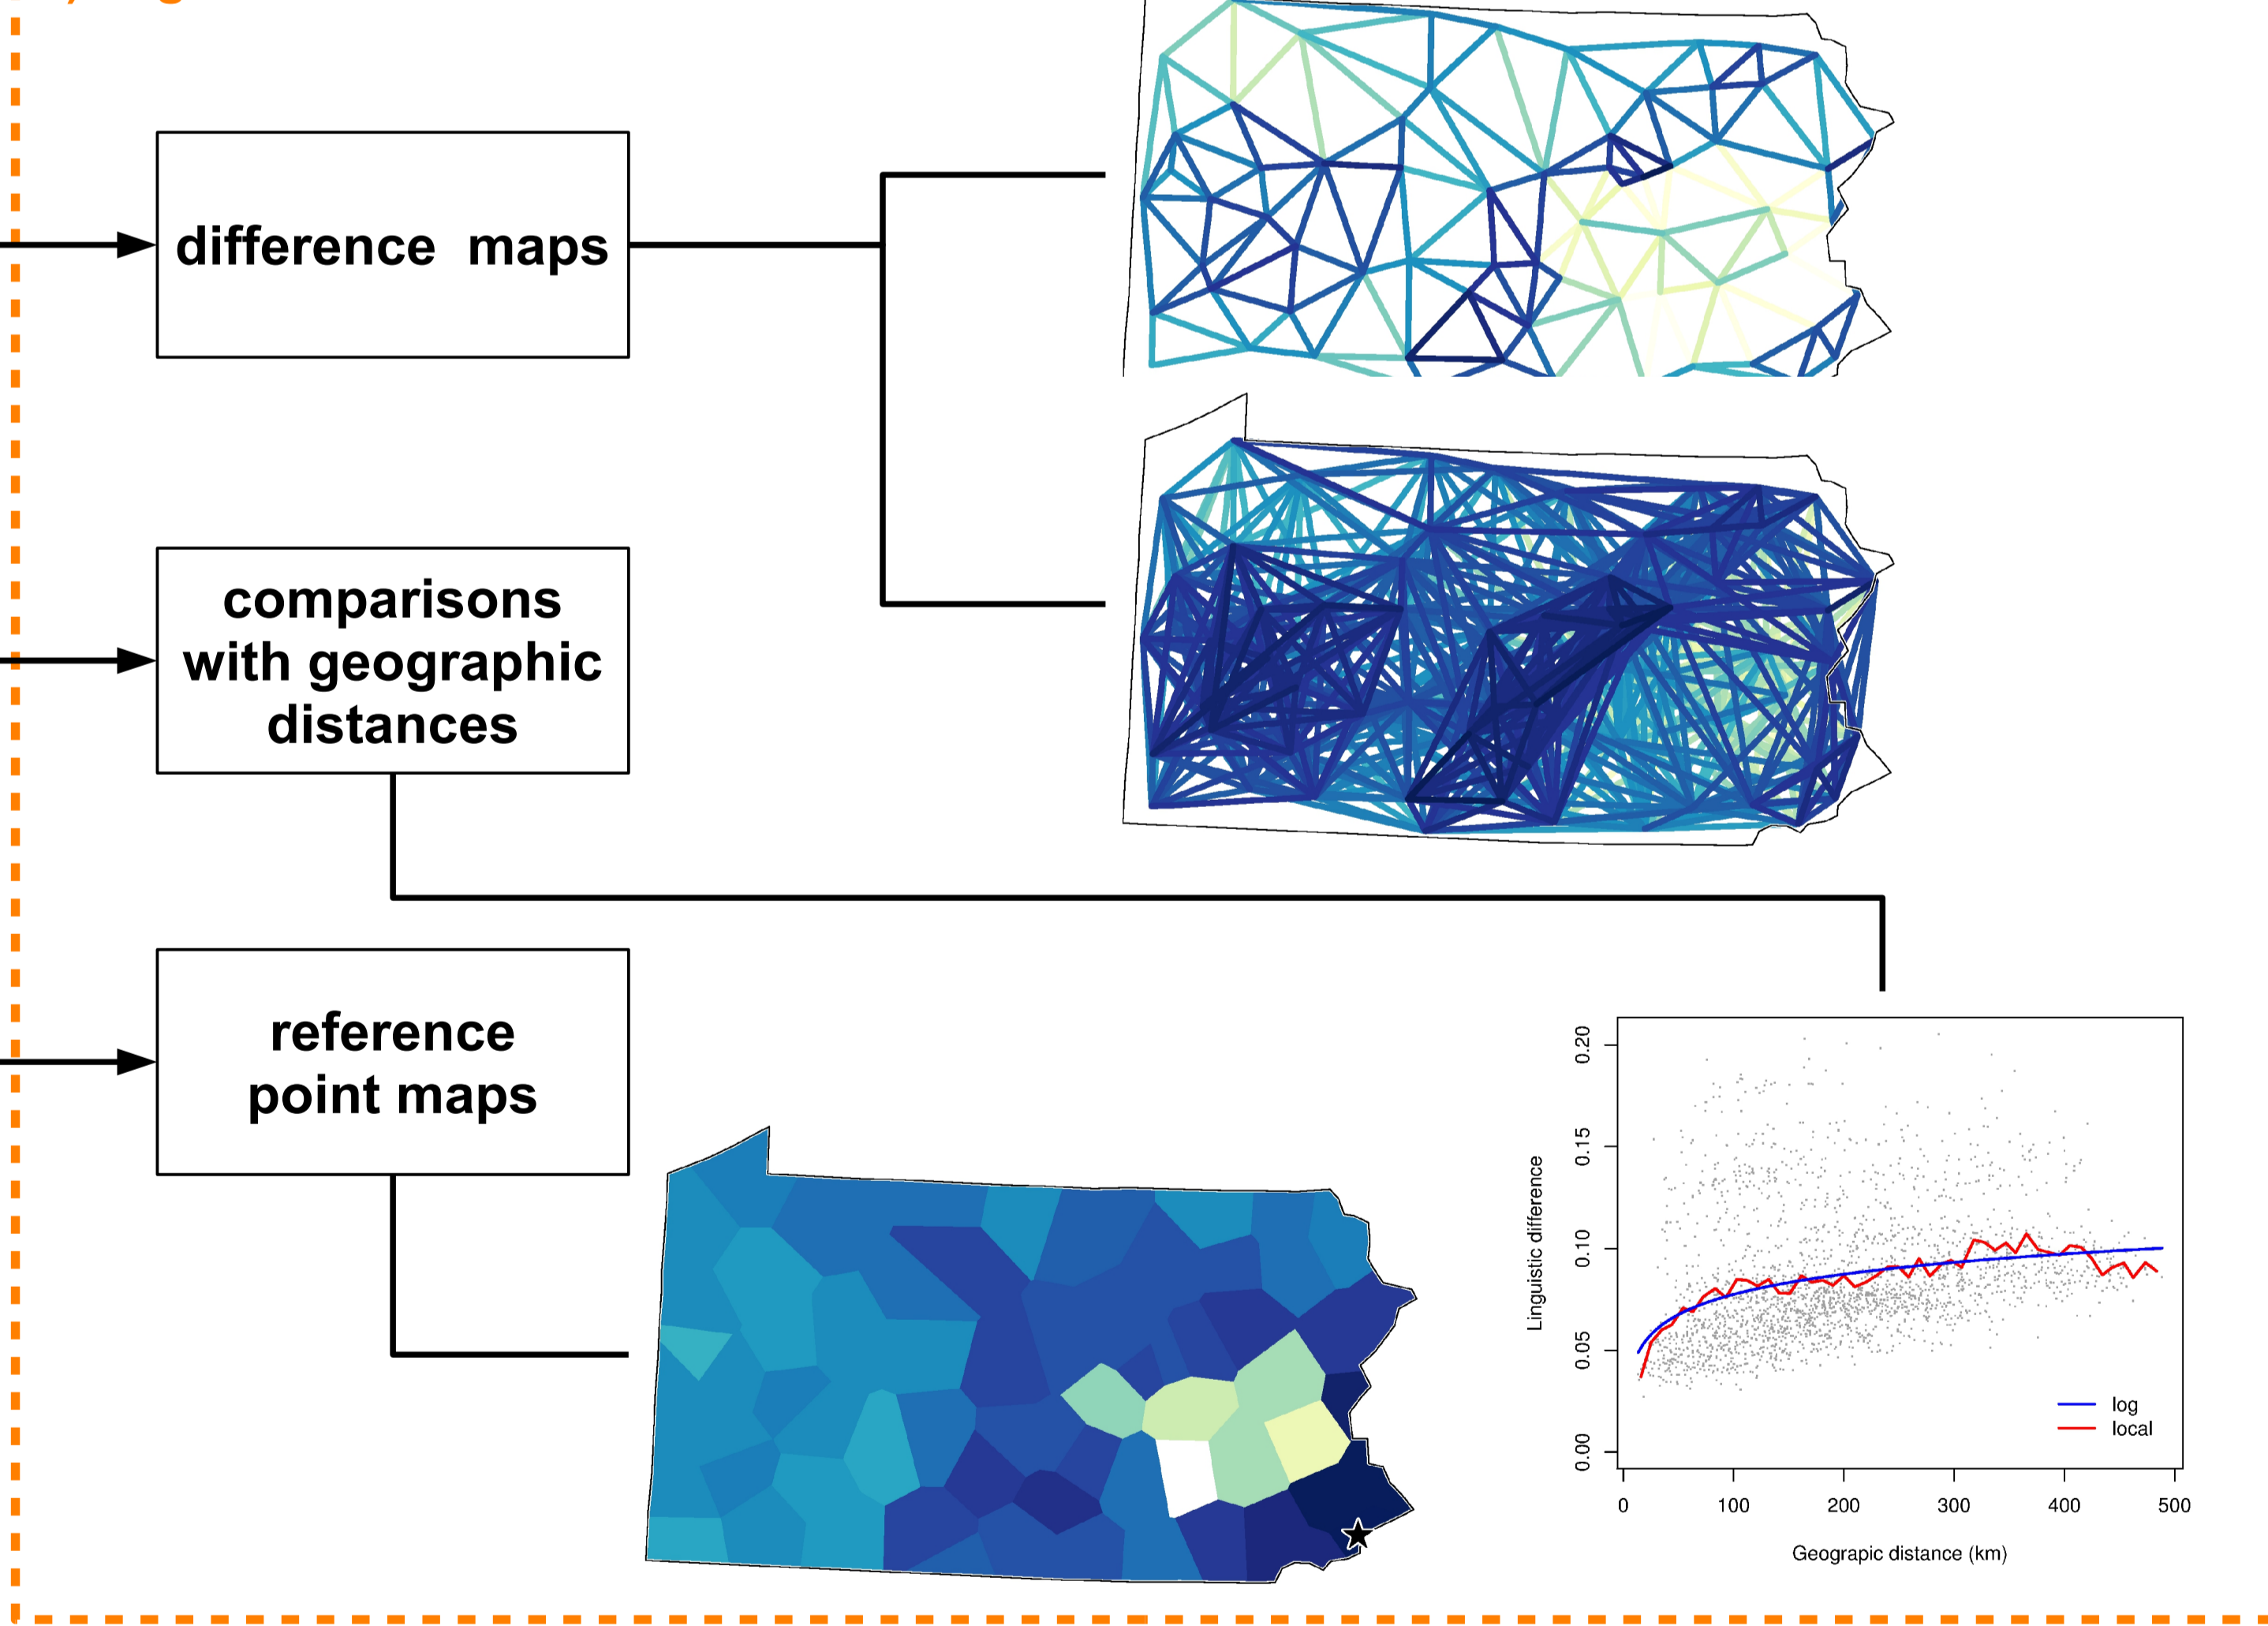 difference maps
comparisons
with geographic
distances
reference
point maps
Linguistic difference
0.20
0.15
0.10
0.05
0.00
log
local
0 100 200 300 400 500
Geograpic distance (km)